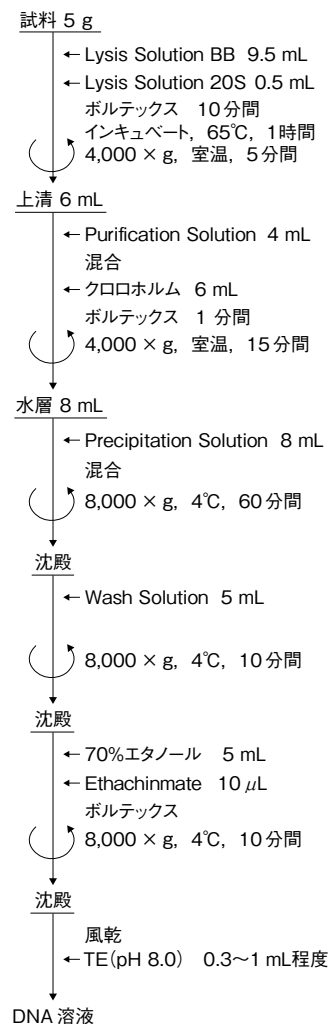 試料 5 g
Lysis Solution BB 9.5 mL
Lysis Solution 20S 0.5 mL
ボルテックス 10分間
インキュベート, 65℃, 1時間
4,000 × g, 室温, 5分間
上清 6 mL
Purification Solution 4 mL
混合
クロロホルム 6 mL
ボルテックス 1 分間
4,000 × g, 室温, 15分間
水層 8 mL
Precipitation Solution 8 mL
混合
8,000 × g, 4℃, 60分間
沈殿
Wash Solution 5 mL
8,000 × g, 4℃, 10分間
沈殿
70%エタノール 5 mL
Ethachinmate 10 μL
ボルテックス
8,000 × g, 4℃, 10分間
沈殿
風乾
TE(pH 8.0) 0.3〜1 mL程度
DNA 溶液